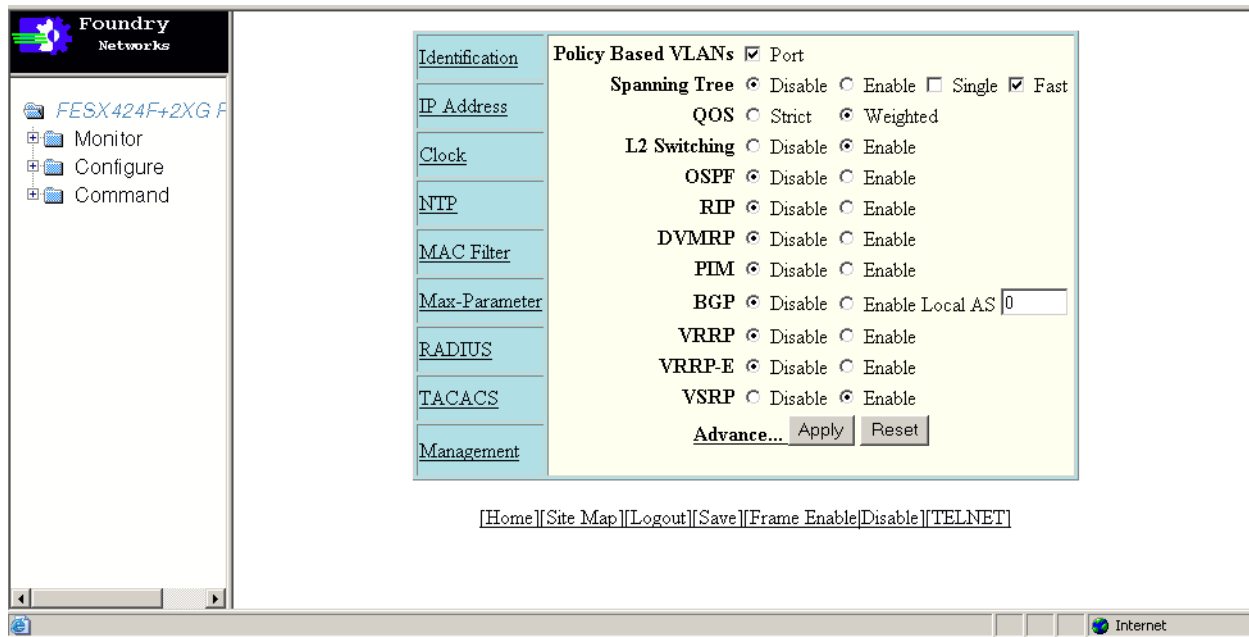 Foundry
Networks
FESX424F+2XG F
Monitor
Configure
Command
Identification
IP Address
Clock
NTP
MAC Filter
Max-Parameter
RADIUS
TACACS
Management
Policy Based VLANs Port
Spanning Tree Disable Enable Single Fast
QOS Strict Weighted
L2 Switching Disable Enable
OSPF Disable Enable
RIP Disable Enable
DVMRP Disable Enable
PIM Disable Enable
BGP Disable Enable Local AS 0
VRRP Disable Enable
VRRP-E Disable Enable
VSRP Disable Enable
Advance... Apply Reset
[Home][Site Map][Logout][Save][Frame Enable|Disable][TELNET]
Internet